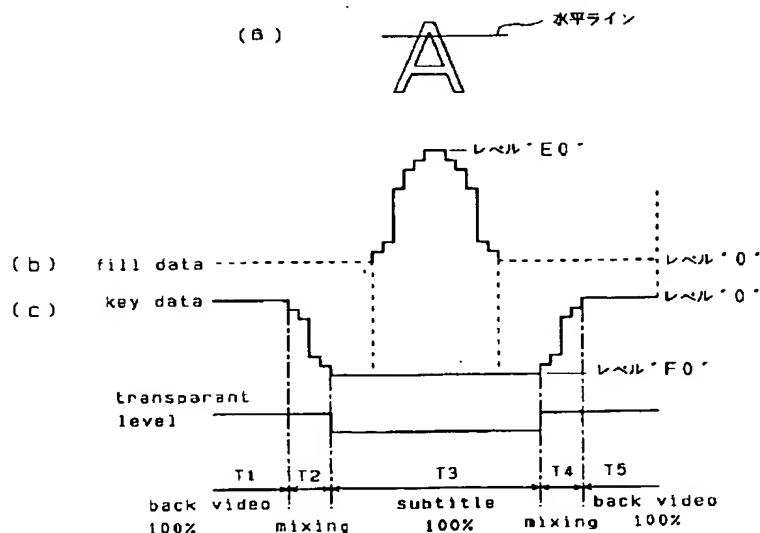 (a)
水平ライン
A
レベル"E0"
(b) fill data レベル"0"
(c) key data レベル"0"
レベル"F0"
transparant
level
T1 T2 T3 T4 T5
back video subtitle back video
100% mixing 100% mixing 100%